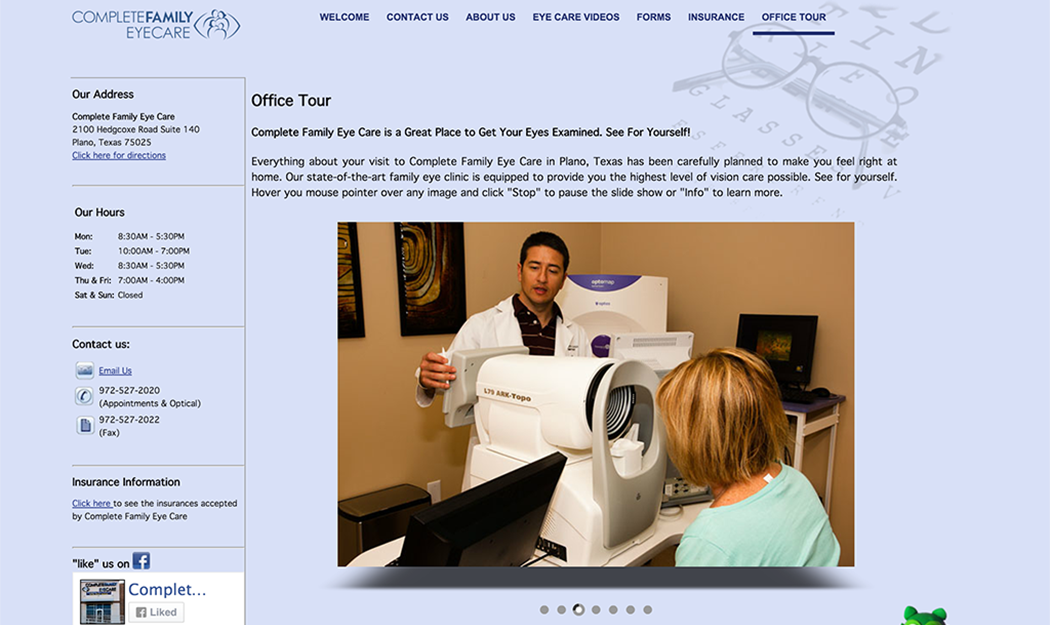 COMPLETEFAMILY
EYECARE
WELCOME CONTACT US ABOUT US EYE CARE VIDEOS FORMS INSURANCE OFFICE TOUR
Our Address
Complete Family Eye Care
2100 Hedgcoxe Road Suite 140
Plano, Texas 75025
Click here for directions
Our Hours
Mon: 8:30AM - 5:30PM
Tue: 10:00AM - 7:00PM
Wed: 8:30AM - 5:30PM
Thu & Fri: 7:00AM - 4:00PM
Sat & Sun: Closed
Contact us:
Email Us
972-527-2020
(Appointments & Optical)
972-527-2022
(Fax)
Insurance Information
Click here to see the insurances accepted
by Complete Family Eye Care
"like" us on
Complet...
Liked
Office Tour
Complete Family Eye Care is a Great Place to Get Your Eyes Examined. See For Yourself!
Everything about your visit to Complete Family Eye Care in Plano, Texas has been carefully planned to make you feel right at
home. Our state-of-the-art family eye clinic is equipped to provide you the highest level of vision care possible. See for yourself.
Hover you mouse pointer over any image and click "Stop" to pause the slide show or "Info" to learn more.
optomap
L79 ARK-Topo
GLASSES